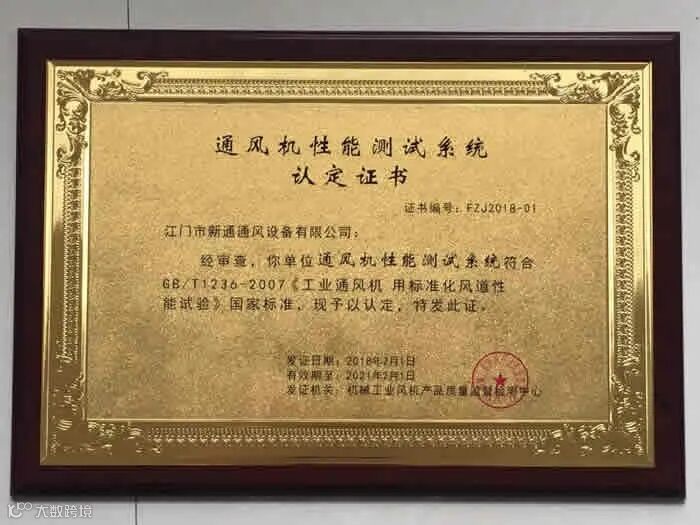 通风机性能测试系统
认定证书
证书编号：FZJ2018-01
江门市新通通风设备有限公司：
经审查，你单位通风机性能测试系统符合
GB/T1236-2007《工业通风机 用标准化风道性
能试验》国家标准，现予以认定，特发此证。
发证日期：2018年2月1日
有效期至：2021年2月1日
发证机关：机械工业风机产品质量监督检测中心
大数跨境